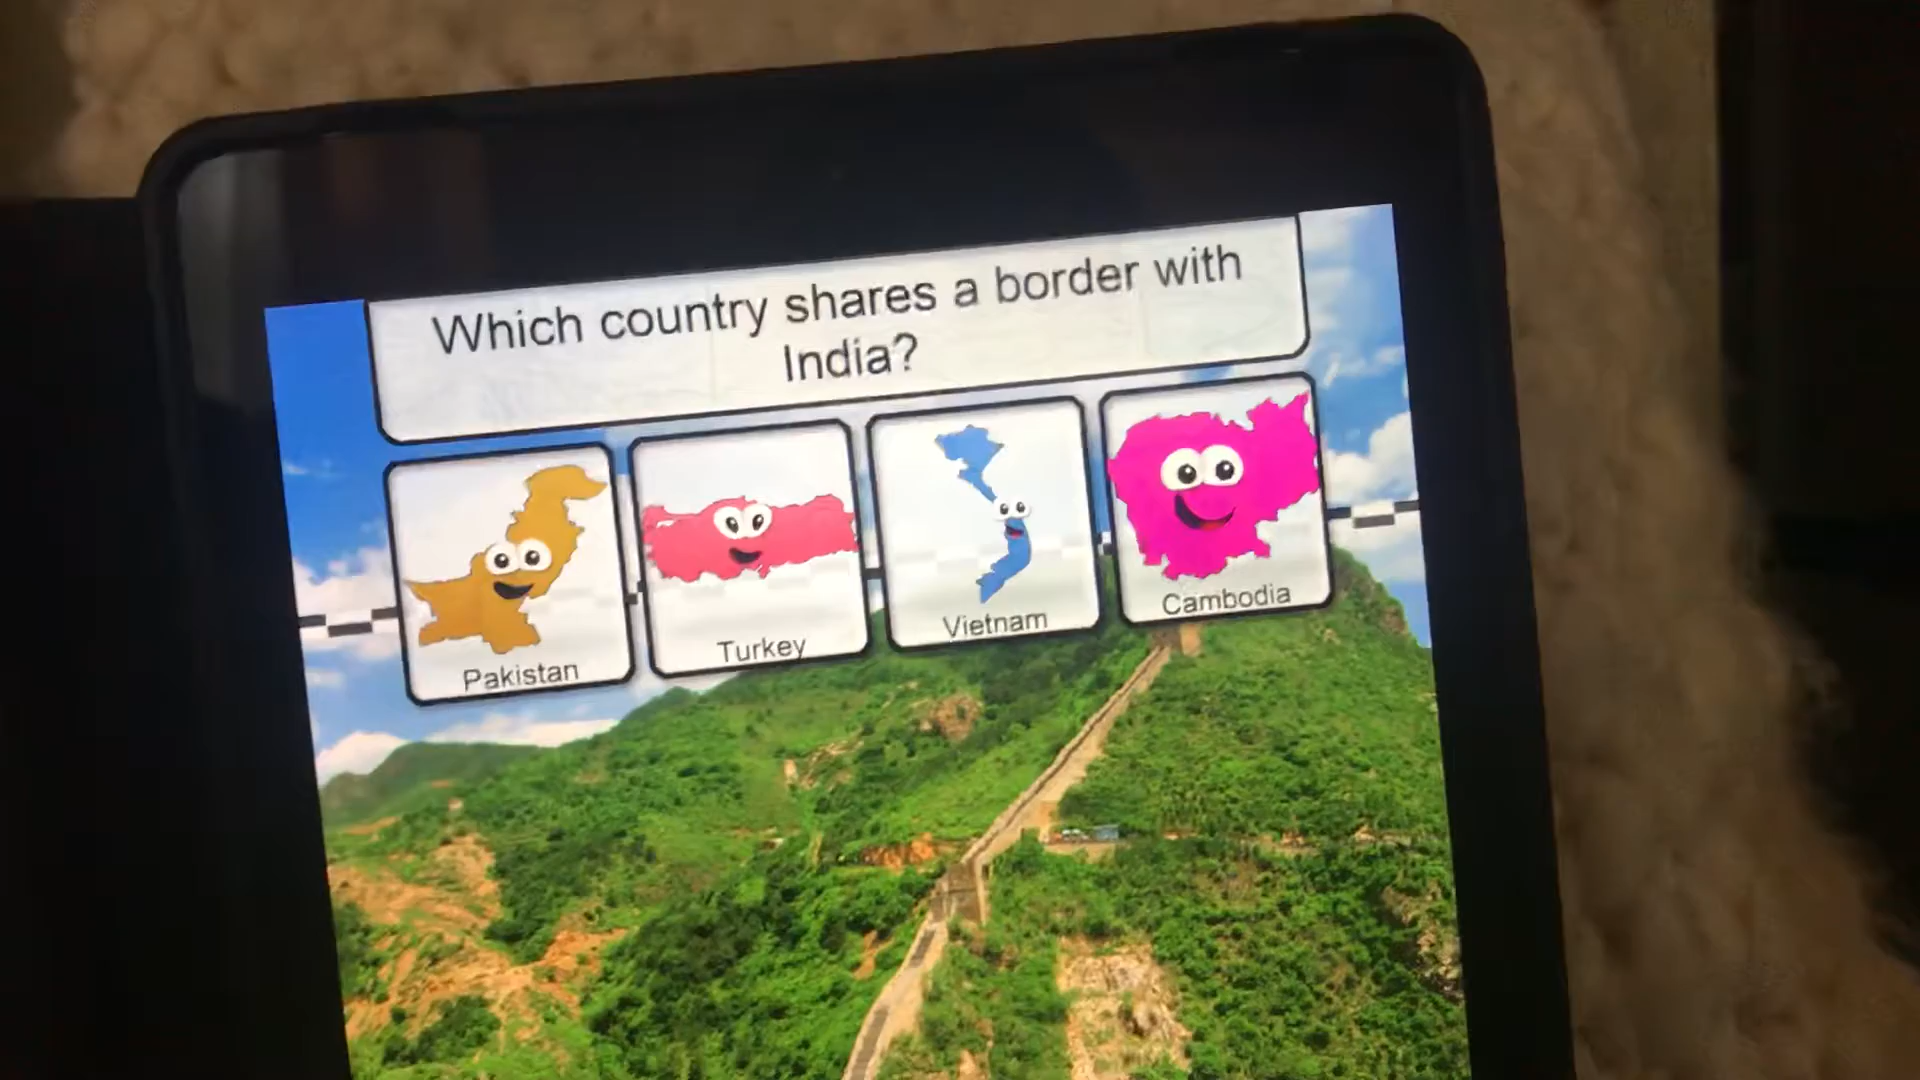 Which country shares a border with
India?
Pakistan
Turkey
Vietnam
Cambodia